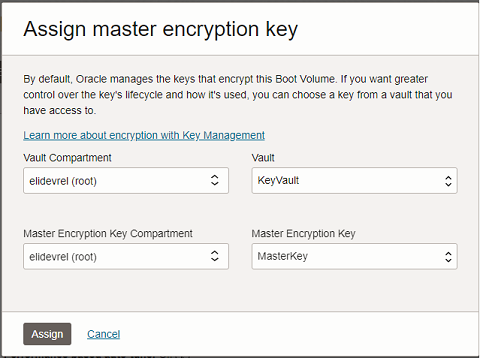 Assign master encryption key
By default, Oracle manages the keys that encrypt this Boot Volume. If you want greater
control over the key's lifecycle and how it's used, you can choose a key from a vault that you
have access to.
Learn more about encryption with Key Management
Vault Compartment
Vault
elidevrel (root)
KeyVault
Master Encryption Key Compartment
Master Encryption Key
elidevrel (root)
MasterKey
Assign
Cancel